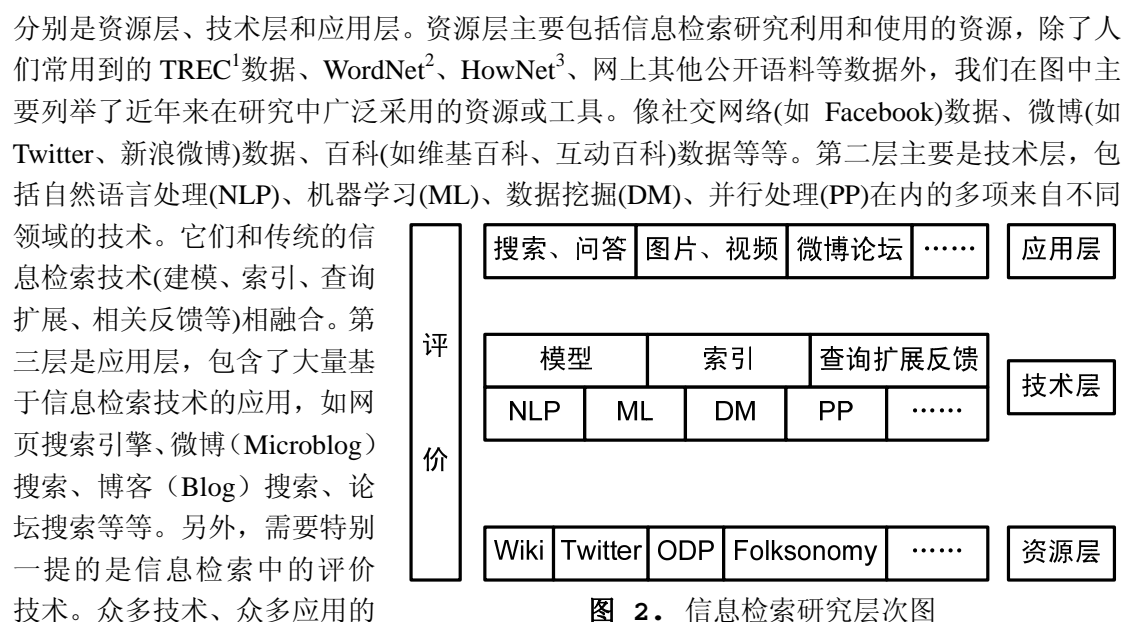 分别是资源层、技术层和应用层。资源层主要包括信息检索研究利用和使用的资源，除了人
们常用到的 TREC1数据、WordNet2、HowNet3、网上其他公开语料等数据外，我们在图中主
要列举了近年来在研究中广泛采用的资源或工具。像社交网络(如 Facebook)数据、微博(如
Twitter、新浪微博)数据、百科(如维基百科、互动百科)数据等等。第二层主要是技术层，包
括自然语言处理(NLP)、机器学习(ML)、数据挖掘(DM)、并行处理(PP)在内的多项来自不同
领域的技术。它们和传统的信
息检索技术(建模、索引、查询
扩展、相关反馈等)相融合。第
三层是应用层，包含了大量基
于信息检索技术的应用，如网
页搜索引擎、微博（Microblog）
搜索、博客（Blog）搜索、论
坛搜索等等。另外，需要特别
一提的是信息检索中的评价
技术。众多技术、众多应用的
评
价
搜索、问答 图片、视频 微博论坛 …… 应用层
模型 索引 查询扩展反馈
技术层
NLP ML DM PP ……
Wiki Twitter ODP Folksonomy …… 资源层
图 2. 信息检索研究层次图